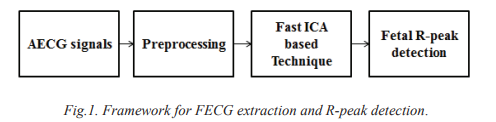 AECG signals
Preprocessing
Fast ICA
based
Technique
Fetal R-peak
detection
Fig.1. Framework for FECG extraction and R-peak detection.